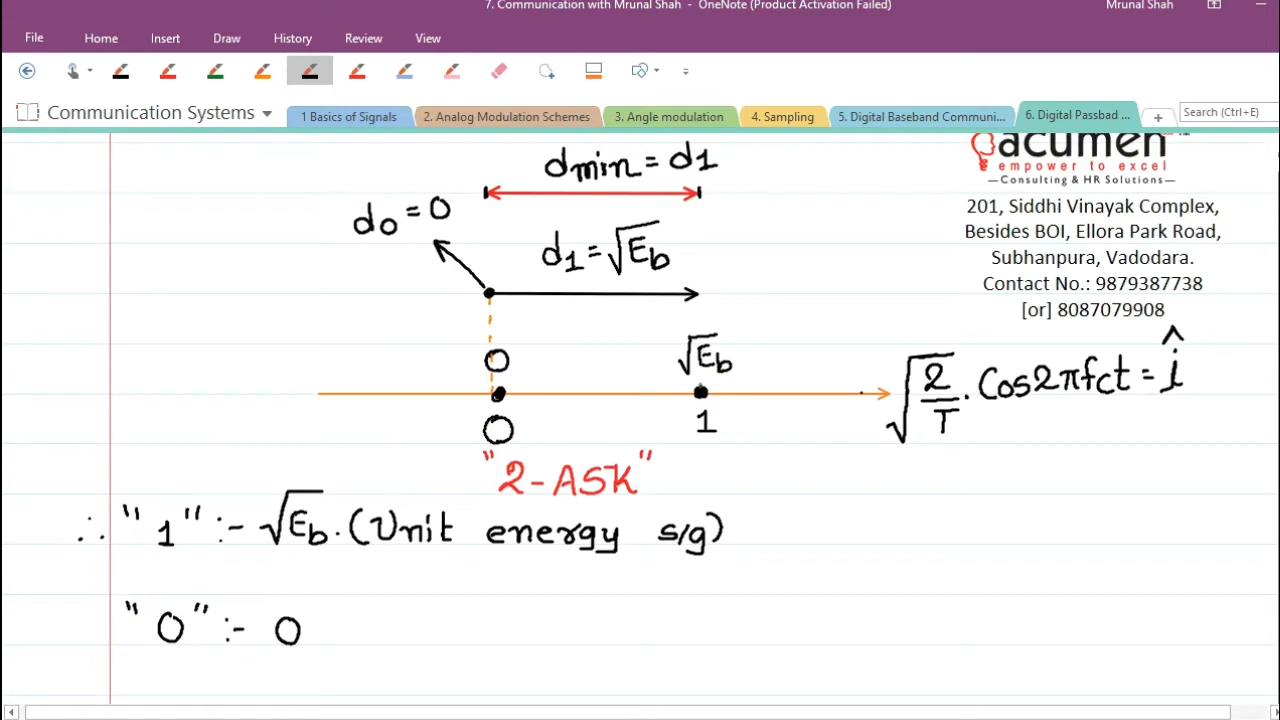 7. Communication with Mrunal Shah - OneNote (Product Activation Failed)
Mrunal Shah
File Home Insert Draw History Review View
Communication Systems
1 Basics of Signals
2. Analog Modulation Schemes
3. Angle modulation
4. Sampling
5. Digital Baseband Communi...
6. Digital Passbad ...
Search (Ctrl+E)
acumen
empower to excel
—Consulting & HR Solutions—
201, Siddhi Vinayak Complex,
Besides BOI, Ellora Park Road,
Subhanpura, Vadodara.
Contact No.: 9879387738
[or] 8087079908
dmin = d1
d0 = 0
d1 = √Eb
0
√Eb
√2/T . Cos2πfct = î
0
1
"2-ASK"
∴ "1" :- √Eb . (Unit energy s/g)
"0" :- 0